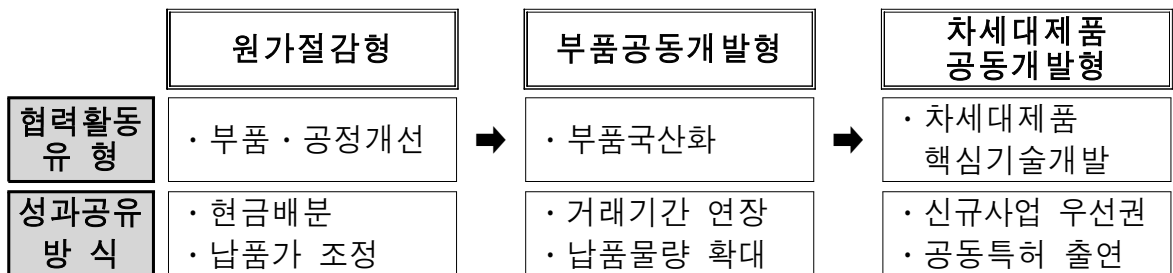 원가절감형
부품공동개발형
차세대제품
공동개발형
협력활동
유 형
· 부품 · 공정개선
➡
· 부품국산화
➡
· 차세대제품
핵심기술개발
성과공유
방 식
· 현금배분
· 납품가 조정
· 거래기간 연장
· 납품물량 확대
· 신규사업 우선권
· 공동특허 출연